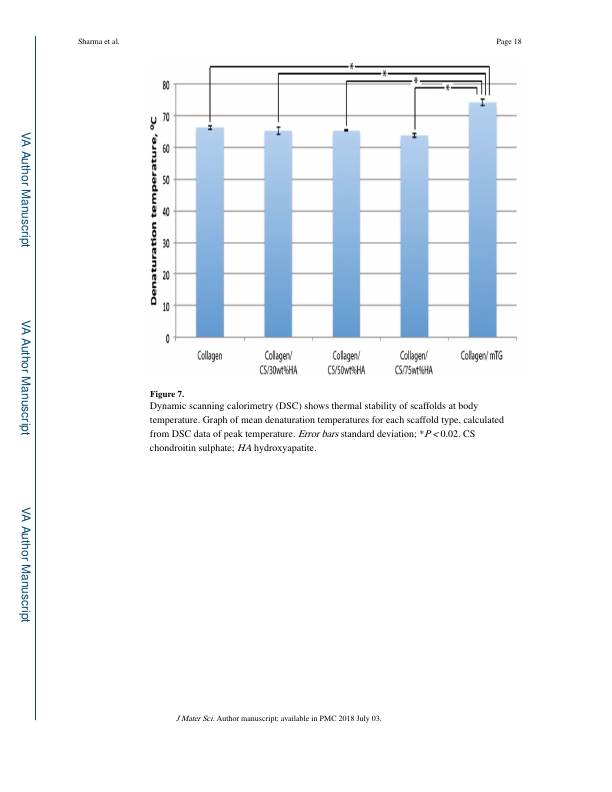 Sharma et al.
Page 18
VA Author Manuscript
VA Author Manuscript
VA Author Manuscript
*
*
*
*
Denaturation temperature, °C
80
70
60
50
40
30
20
10
0
Collagen
Collagen/
CS/30wt%HA
Collagen/
CS/50wt%HA
Collagen/
CS/75wt%HA
Collagen/ mTG
Figure 7.
Dynamic scanning calorimetry (DSC) shows thermal stability of scaffolds at body
temperature. Graph of mean denaturation temperatures for each scaffold type, calculated
from DSC data of peak temperature. Error bars standard deviation; *P < 0.02. CS
chondroitin sulphate; HA hydroxyapatite.
J Mater Sci. Author manuscript; available in PMC 2018 July 03.